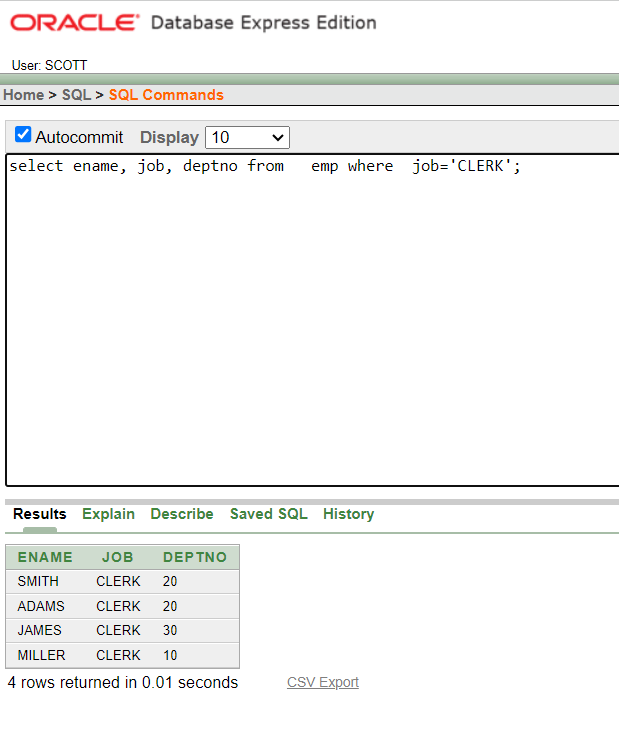 ORACLE® Database Express Edition
User: SCOTT
Home > SQL > SQL Commands
Autocommit Display 10
select ename, job, deptno from   emp where  job='CLERK';
Results Explain Describe Saved SQL History
ENAME JOB DEPTNO
SMITH CLERK 20
ADAMS CLERK 20
JAMES CLERK 30
MILLER CLERK 10
4 rows returned in 0.01 seconds CSV Export